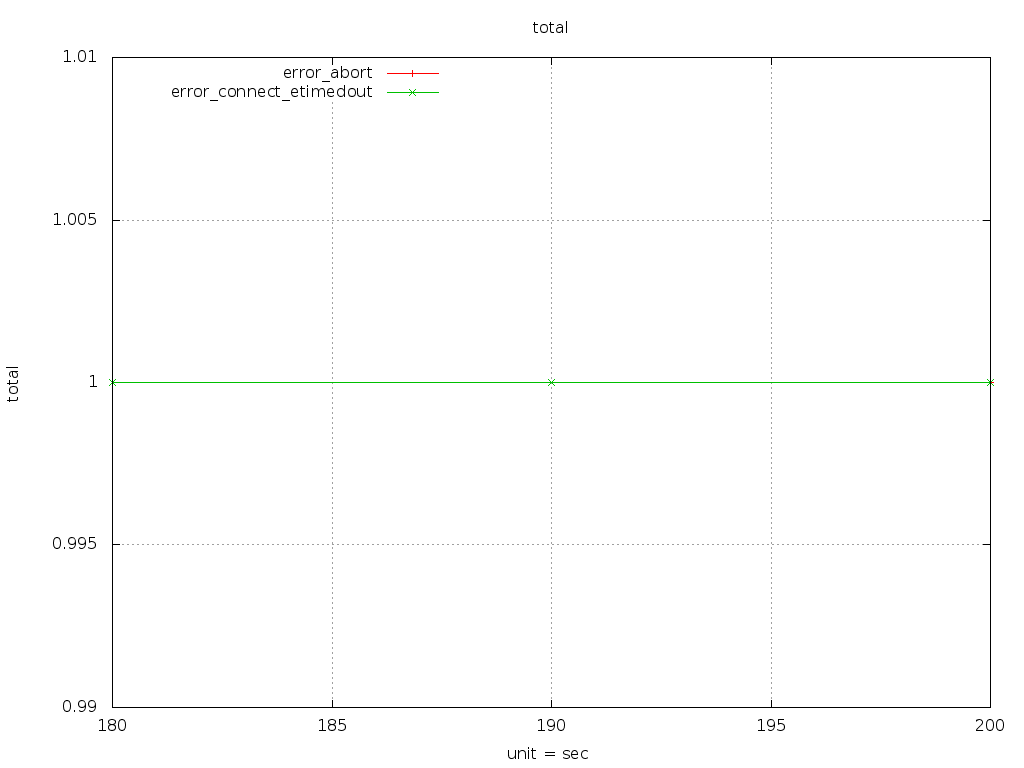 total
1.01
error_abort
error_connect_etimedout
1.005
total
1
0.995
0.99
180 185 190 195 200
unit = sec